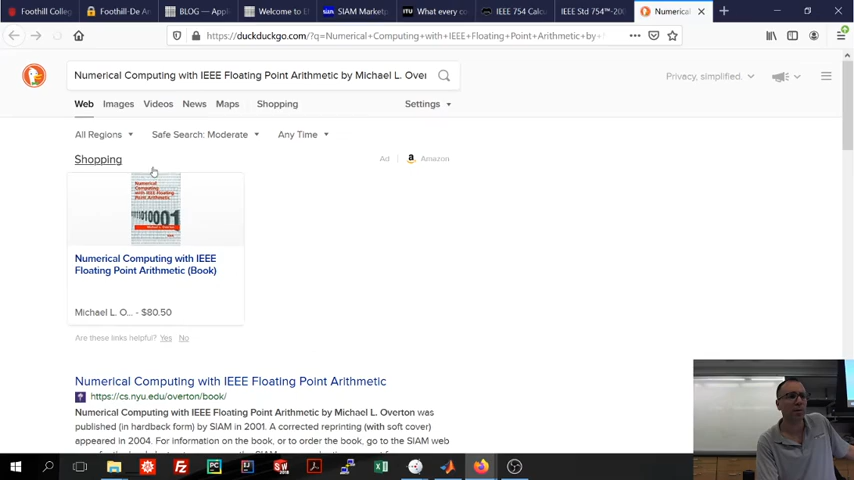 Foothill Colleg
Foothill-De An
BLOG — Appl
Welcome to E
SIAM Marketp
What every co
IEEE 754 Calc
IEEE Std 754™-200
Numerical
https://duckduckgo.com/?q=Numerical+Computing+with+IEEE+Floating+Point+Arithmetic+by+
Numerical Computing with IEEE Floating Point Arithmetic by Michael L. Over
Privacy, simplified.
Web
Images
Videos
News
Maps
Shopping
Settings
All Regions
Safe Search: Moderate
Any Time
Shopping
Ad
a Amazon
Numerical
Computing
with IEEE
Floating Point
Arithmetic
0101000
Numerical Computing with IEEE
Floating Point Arithmetic (Book)
Michael L. O... - $80.50
Are these links helpful? Yes No
Numerical Computing with IEEE Floating Point Arithmetic
https://cs.nyu.edu/overton/book/
Numerical Computing with IEEE Floating Point Arithmetic by Michael L. Overton was
published (in hardback form) by SIAM in 2001. A corrected reprinting (with soft cover)
appeared in 2004. For information on the book, or to order the book, go to the SIAM web